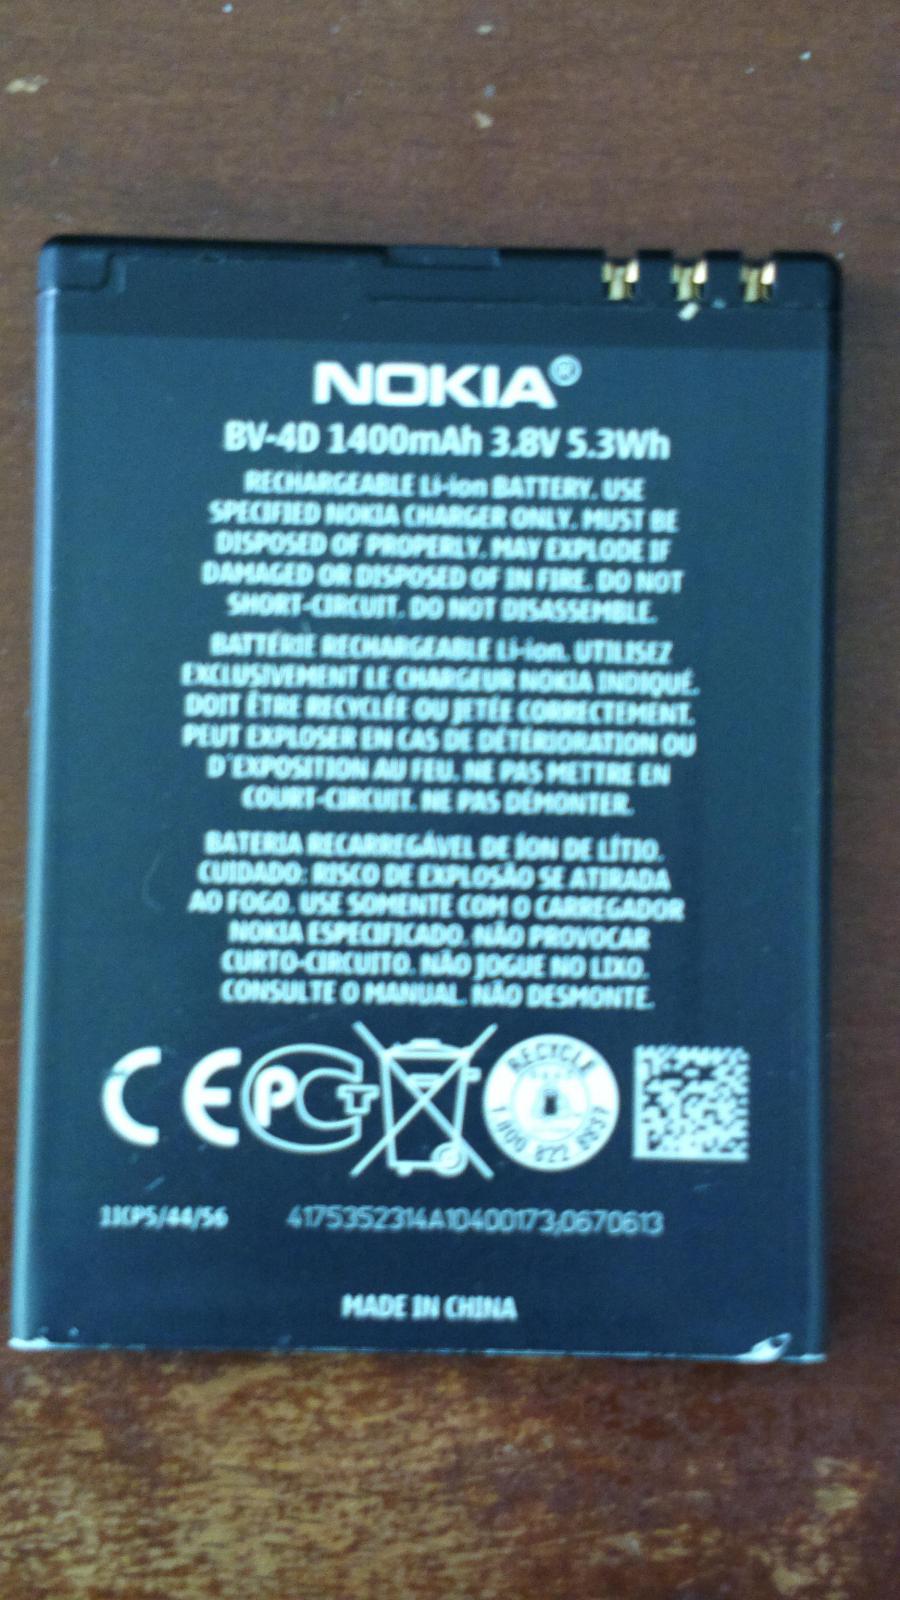 NOKIA®
BV-4D 1400mAh 3.8V 5.3Wh
RECHARGEABLE Li-ion BATTERY. USE
SPECIFIED NOKIA CHARGER ONLY. MUST BE
DISPOSED OF PROPERLY. MAY EXPLODE IF
DAMAGED OR DISPOSED OF IN FIRE. DO NOT
SHORT-CIRCUIT. DO NOT DISASSEMBLE.
BATTERIE RECHARGEABLE Li-ion. UTILISEZ
EXCLUSIVEMENT LE CHARGEUR NOKIA INDIQUÉ.
DOIT ÊTRE RECYCLÉE OU JETÉE CORRECTEMENT.
PEUT EXPLOSER EN CAS DE DÉTÉRIORATION OU
D'EXPOSITION AU FEU. NE PAS METTRE EN
COURT-CIRCUIT. NE PAS DÉMONTER.
BATERIA RECARREGÁVEL DE ÍON DE LÍTIO.
CUIDADO: RISCO DE EXPLOSÃO SE ATIRADA
AO FOGO. USE SOMENTE COM O CARREGADOR
NOKIA ESPECIFICADO. NÃO PROVOCAR
CURTO-CIRCUITO. NÃO JOGUE NO LIXO.
CONSULTE O MANUAL. NÃO DESMONTE.
CE PCT RECYCLE 1 800 822 8837
1ICP5/44/56 4175352314A10400173,0670613
MADE IN CHINA